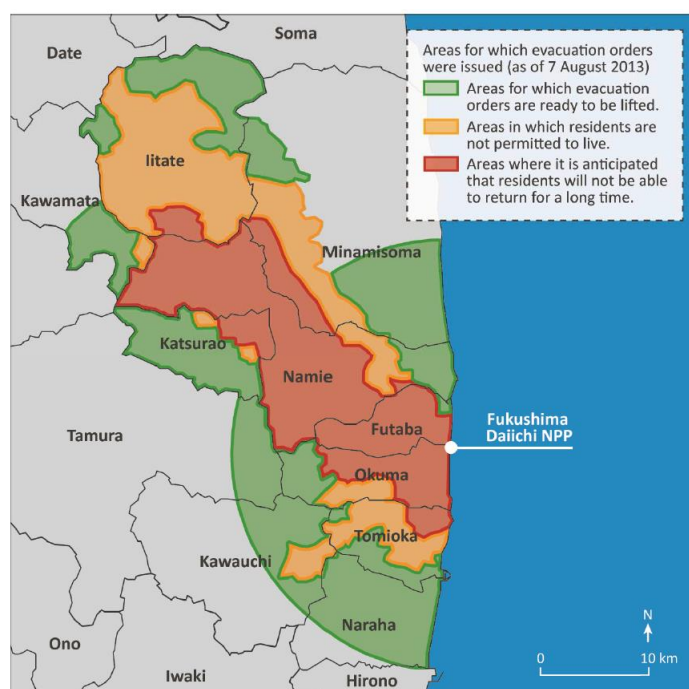 Date
Soma
Areas for which evacuation orders
were issued (as of 7 August 2013)
Areas for which evacuation
orders are ready to be lifted.
Areas in which residents are
not permitted to live.
Areas where it is anticipated
that residents will not be able
to return for a long time.
Iitate
Kawamata
Minamisoma
Katsurao
Namie
Futaba
Fukushima
Daiichi NPP
Tamura
Okuma
Tomioka
Kawauchi
Naraha
N
Ono
0 10 km
Iwaki
Hirono